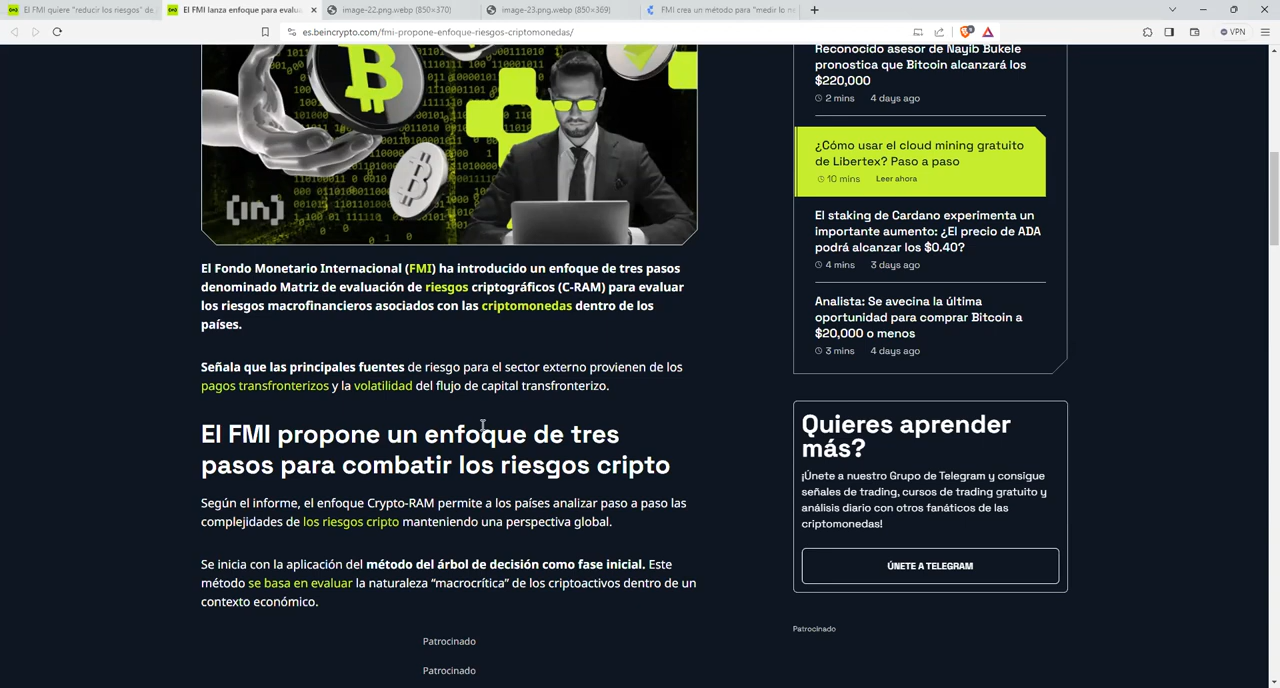 El FMI quiere "reducir los riesgos" de
El FMI lanza enfoque para evalua
image-22.png.webp (850×370)
image-23.png.webp (850×369)
FMI crea un método para "medir lo
es.beincrypto.com/fmi-propone-enfoque-riesgos-criptomonedas/
VPN
[in]
El Fondo Monetario Internacional (FMI) ha introducido un enfoque de tres pasos
denominado Matriz de evaluación de riesgos criptográficos (C-RAM) para evaluar
los riesgos macrofinancieros asociados con las criptomonedas dentro de los
países.
Señala que las principales fuentes de riesgo para el sector externo provienen de los
pagos transfronterizos y la volatilidad del flujo de capital transfronterizo.
El FMI propone un enfoque de tres
pasos para combatir los riesgos cripto
Según el informe, el enfoque Crypto-RAM permite a los países analizar paso a paso las
complejidades de los riesgos cripto manteniendo una perspectiva global.
Se inicia con la aplicación del método del árbol de decisión como fase inicial. Este
método se basa en evaluar la naturaleza “macrocrítica” de los criptoactivos dentro de un
contexto económico.
Patrocinado
Patrocinado
Reconocido asesor de Nayib Bukele
pronostica que Bitcoin alcanzará los
$220,000
2 mins 4 days ago
¿Cómo usar el cloud mining gratuito
de Libertex? Paso a paso
10 mins Leer ahora
El staking de Cardano experimenta un
importante aumento: ¿El precio de ADA
podrá alcanzar los $0.40?
4 mins 3 days ago
Analista: Se avecina la última
oportunidad para comprar Bitcoin a
$20,000 o menos
3 mins 4 days ago
Quieres aprender
más?
¡Únete a nuestro Grupo de Telegram y consigue
señales de trading, cursos de trading gratuito y
análisis diario con otros fanáticos de las
criptomonedas!
ÚNETE A TELEGRAM
Patrocinado